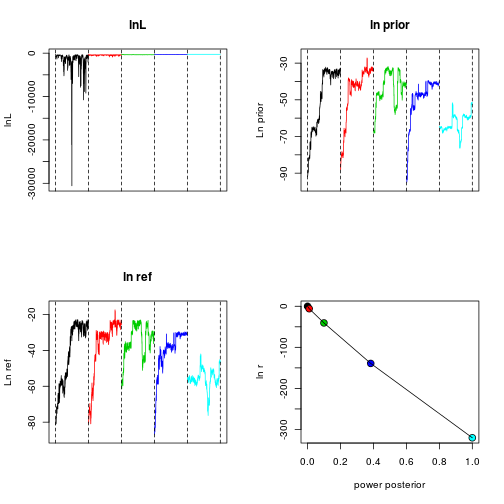 lnL
ln prior
lnL
0
-10000
-20000
-30000
Ln prior
-30
-50
-70
-90
ln ref
Ln ref
-20
-40
-60
-80
ln r
0
-100
-200
-300
0.0 0.2 0.4 0.6 0.8 1.0
power posterior